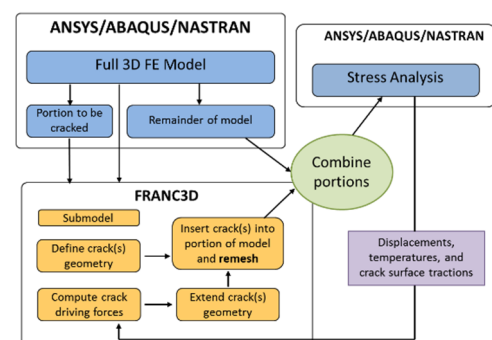 ANSYS/ABAQUS/NASTRAN
Full 3D FE Model
Portion to be
cracked
Remainder of model
ANSYS/ABAQUS/NASTRAN
Stress Analysis
Combine
portions
FRANC3D
Submodel
Define crack(s)
geometry
Insert crack(s) into
portion of model
and remesh
Compute crack
driving forces
Extend crack(s)
geometry
Displacements,
temperatures, and
crack surface tractions